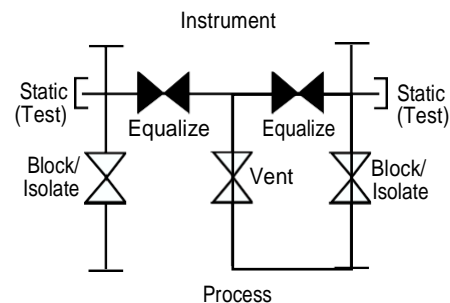 Instrument
Static
(Test)
Static
(Test)
Equalize
Equalize
Block/
Isolate
Vent
Block/
Isolate
Process